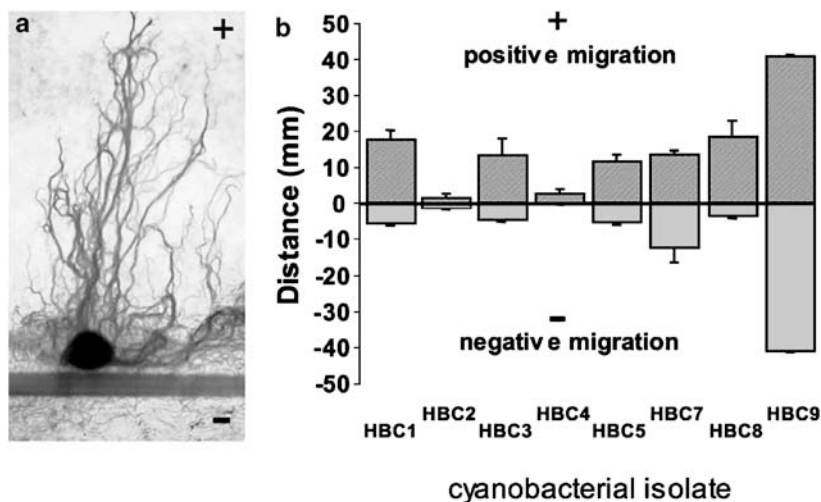 a
+
b
50
40
30
20
10
0
-10
-20
-30
-40
-50
Distance (mm)
+
positive migration
-
negative migration
HBC1 HBC2 HBC3 HBC4 HBC5 HBC7 HBC8 HBC9
cyanobacterial isolate